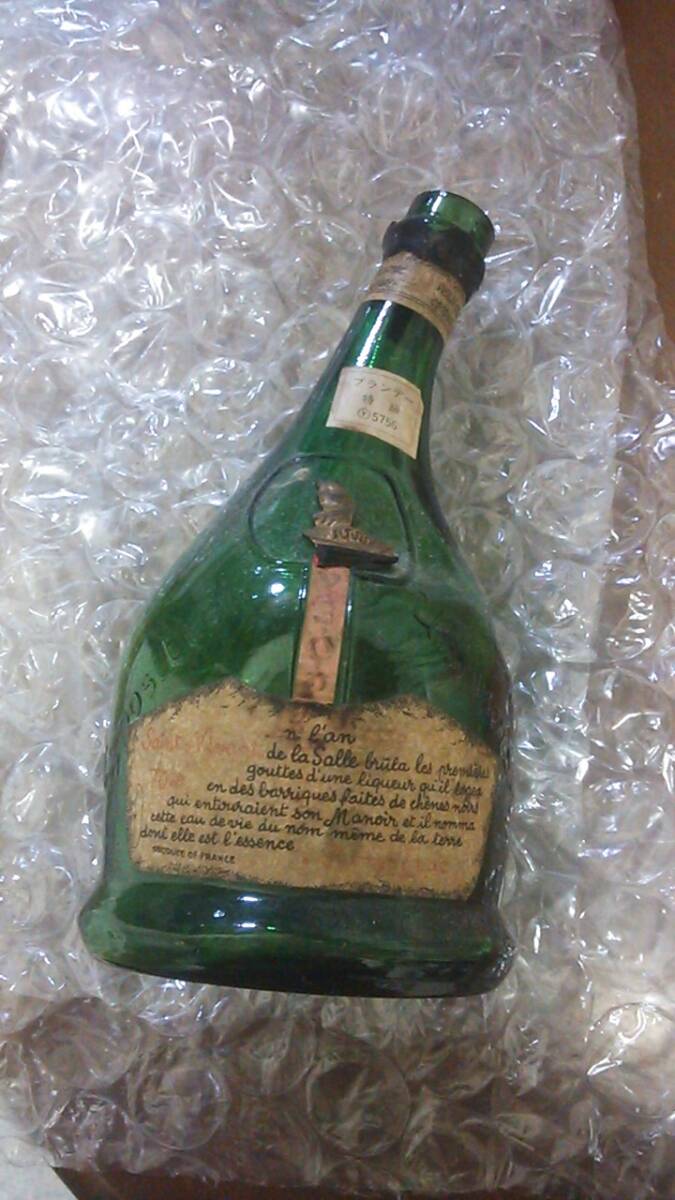 ブランデー
特級
5756
n l'an
Saint-Vivant de la Salle brûla les premières
gouttes d'une liqueur qu'il logea
en des barriques faites de chênes noirs
qui entouraient son Manoir et il nomma
cette eau de vie du nom même de la terre
dont elle est l'essence
PRODUCE OF FRANCE